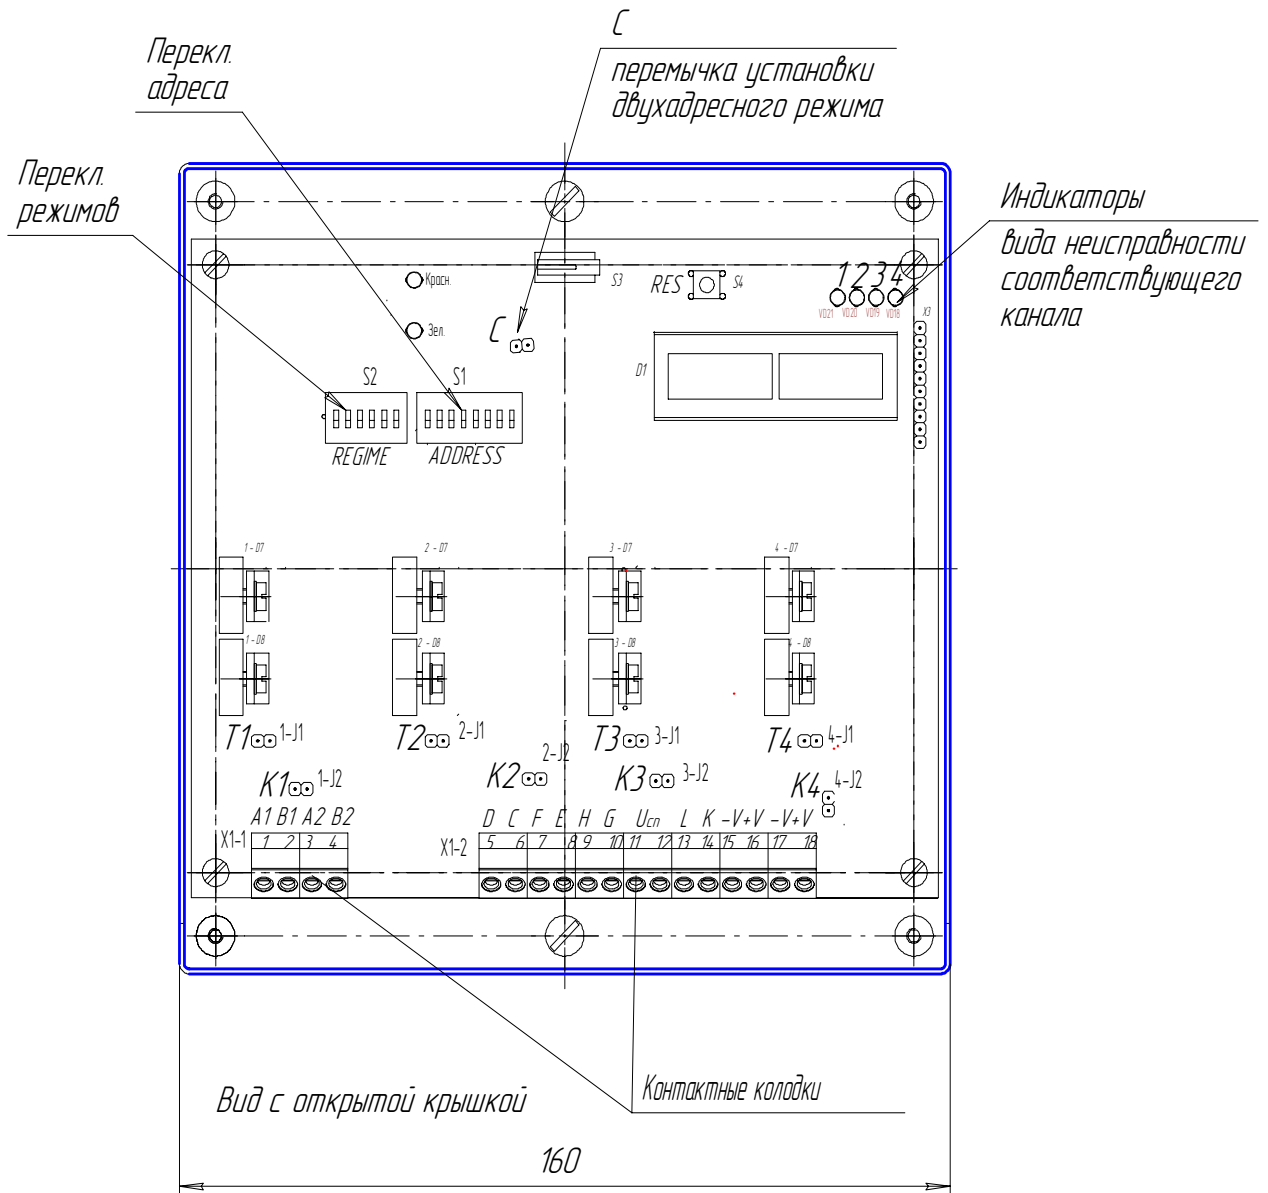 С
перемычка установки
двухадресного режима
Перекл.
адреса
Перекл.
режимов
Индикаторы
вида неисправности
соответствующего
канала
Красн.
Зел.
S3
RES
S4
1 2 3 4
VD21 VD20 VD19 VD18
X3
С
D1
S2
S1
REGIME
ADDRESS
1 - D7
2 - D7
3 - D7
4 - D7
1 - D8
2 - D8
3 - D8
4 - D8
T1 1-J1
T2 2-J1
T3 3-J1
T4 4-J1
K1 1-J2
K2 2-J2
K3 3-J2
K4 4-J2
A1 B1 A2 B2
D C F E H G Uсп L K -V+V -V+V
X1-1
1 2 3 4
X1-2
5 6 7 8 9 10 11 12 13 14 15 16 17 18
Вид с открытой крышкой
Контактные колодки
160